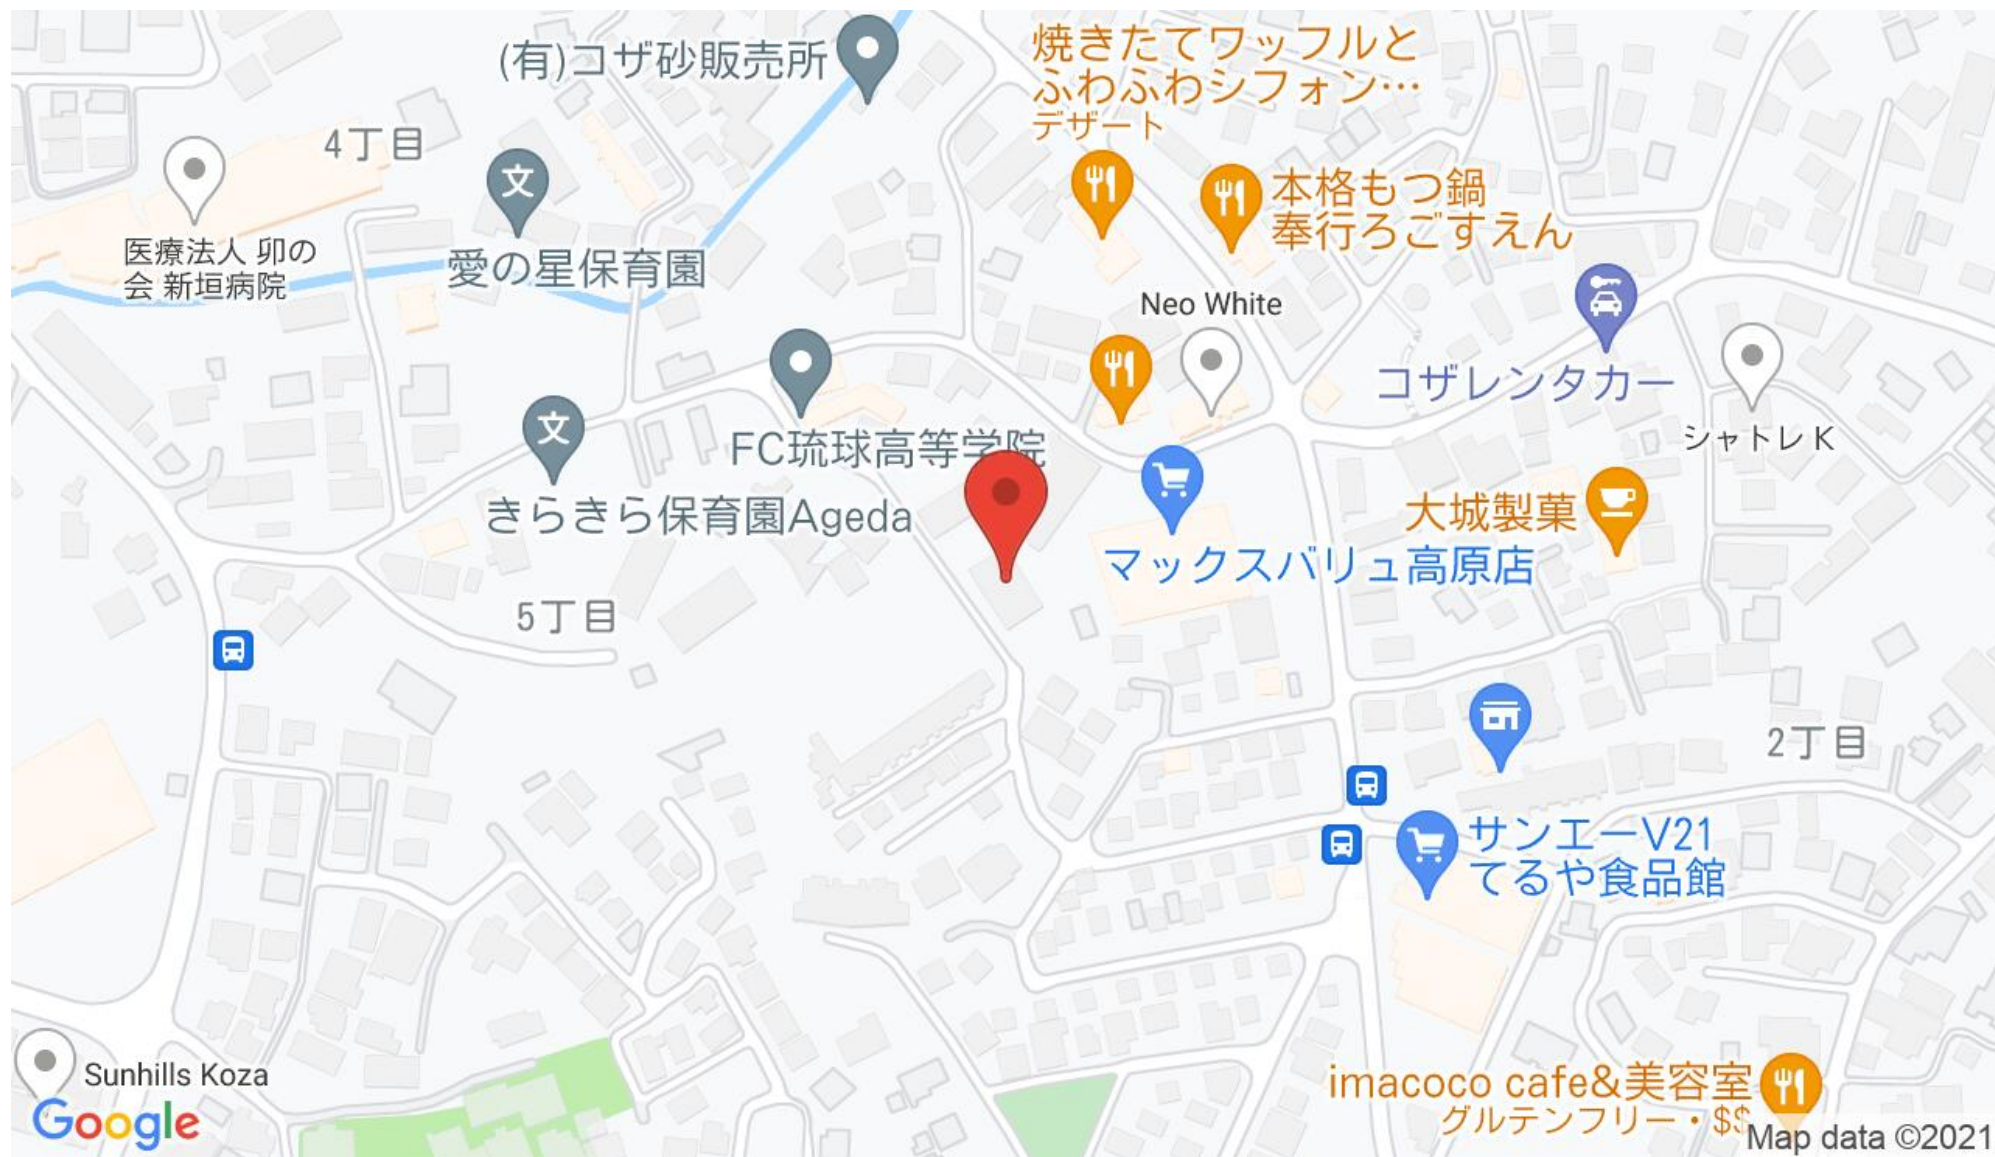 (有)コザ砂販売所
焼きたてワッフルと
ふわふわシフォン…
デザート
4丁目
愛の星保育園
医療法人 卯の
会 新垣病院
本格もつ鍋
奉行ろごすえん
Neo White
コザレンタカー
シャトレ K
FC琉球高等学院
きらきら保育園Ageda
大城製菓
マックスバリュ高原店
5丁目
2丁目
サンエーV21
てるや食品館
Sunhills Koza
imacoco cafe&美容室
グルテンフリー・$$
Google
Map data ©2021
文
文